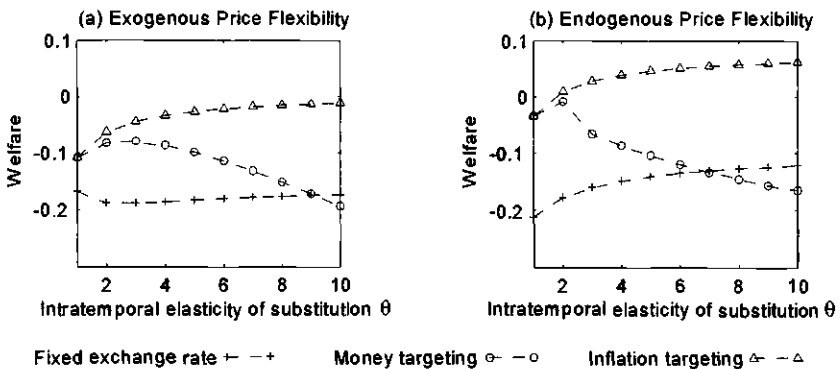 (a) Exogenous Price Flexibility
(b) Endogenous Price Flexibility
0.1
0
-0.1
-0.2
Welfare
2 4 6 8 10
Intratemporal elasticity of substitution θ
0.1
0
-0.1
-0.2
Welfare
2 4 6 8 10
Intratemporal elasticity of substitution θ
Fixed exchange rate Money targeting Inflation targeting